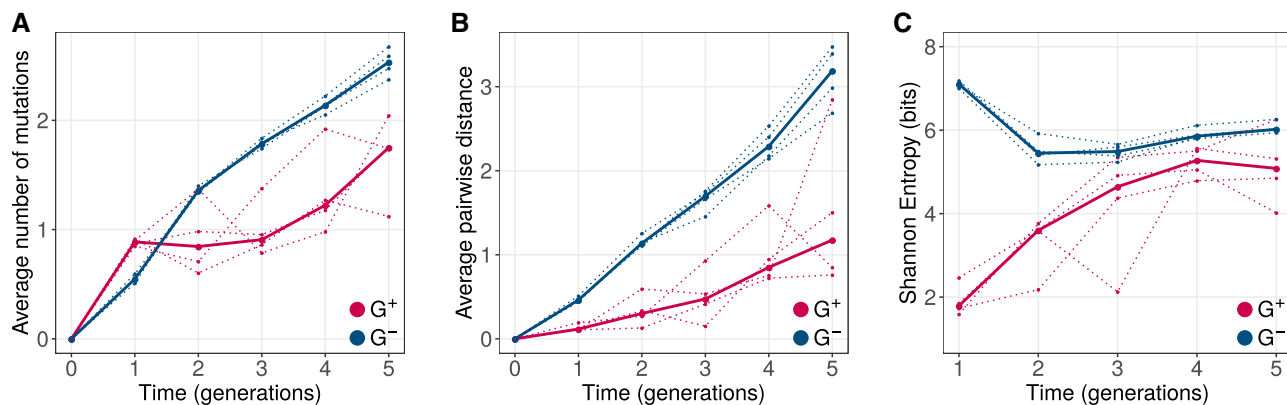 A
Average number of mutations
2
1
0
0 1 2 3 4 5
Time (generations)
G⁺
G⁻
B
Average pairwise distance
3
2
1
0
0 1 2 3 4 5
Time (generations)
G⁺
G⁻
C
Shannon Entropy (bits)
8
6
4
2
1 2 3 4 5
Time (generations)
G⁺
G⁻